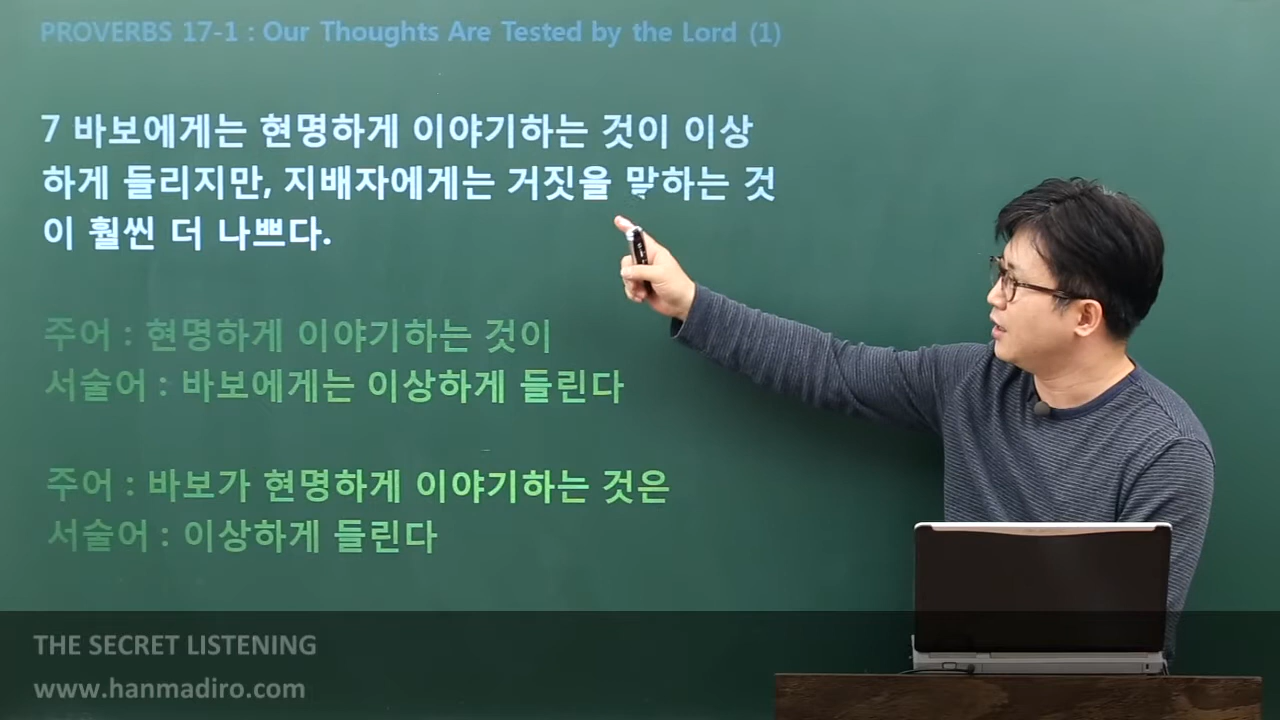 PROVERBS 17-1 : Our Thoughts Are Tested by the Lord (1)
7 바보에게는 현명하게 이야기하는 것이 이상
하게 들리지만, 지배자에게는 거짓을 말하는 것
이 훨씬 더 나쁘다.
주어 : 현명하게 이야기하는 것이
서술어 : 바보에게는 이상하게 들린다
주어 : 바보가 현명하게 이야기하는 것은
서술어 : 이상하게 들린다
THE SECRET LISTENING
www.hanmadiro.com